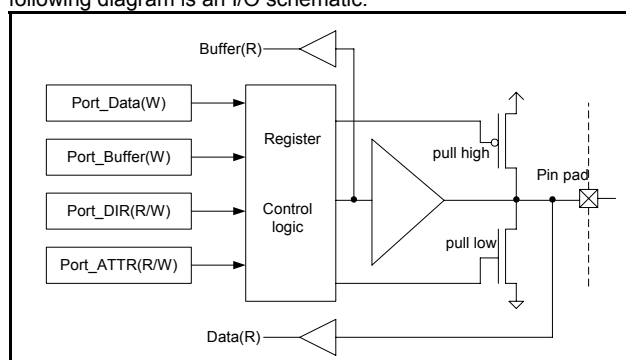 following diagram is an I/O schematic.
Buffer(R)
Port_Data(W)
Port_Buffer(W)
Port_DIR(R/W)
Port_ATTR(R/W)
Register
Control
logic
pull high
Pin pad
pull low
Data(R)